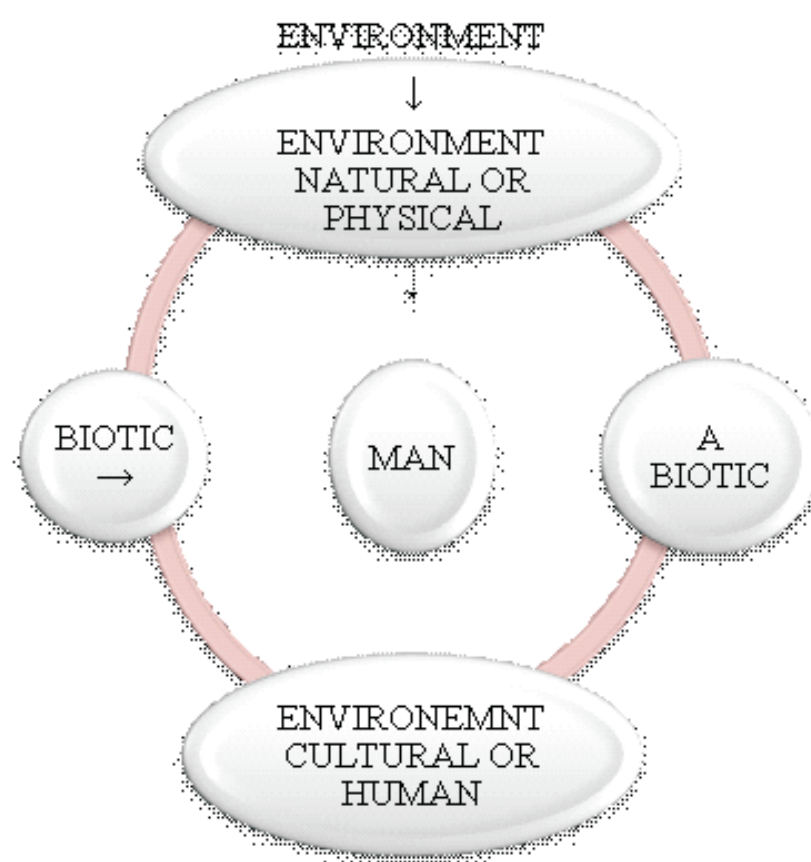 ENVIRONMENT
↓
ENVIRONMENT
NATURAL OR
PHYSICAL
BIOTIC
→
MAN
A
BIOTIC
ENVIRONEMNT
CULTURAL OR
HUMAN